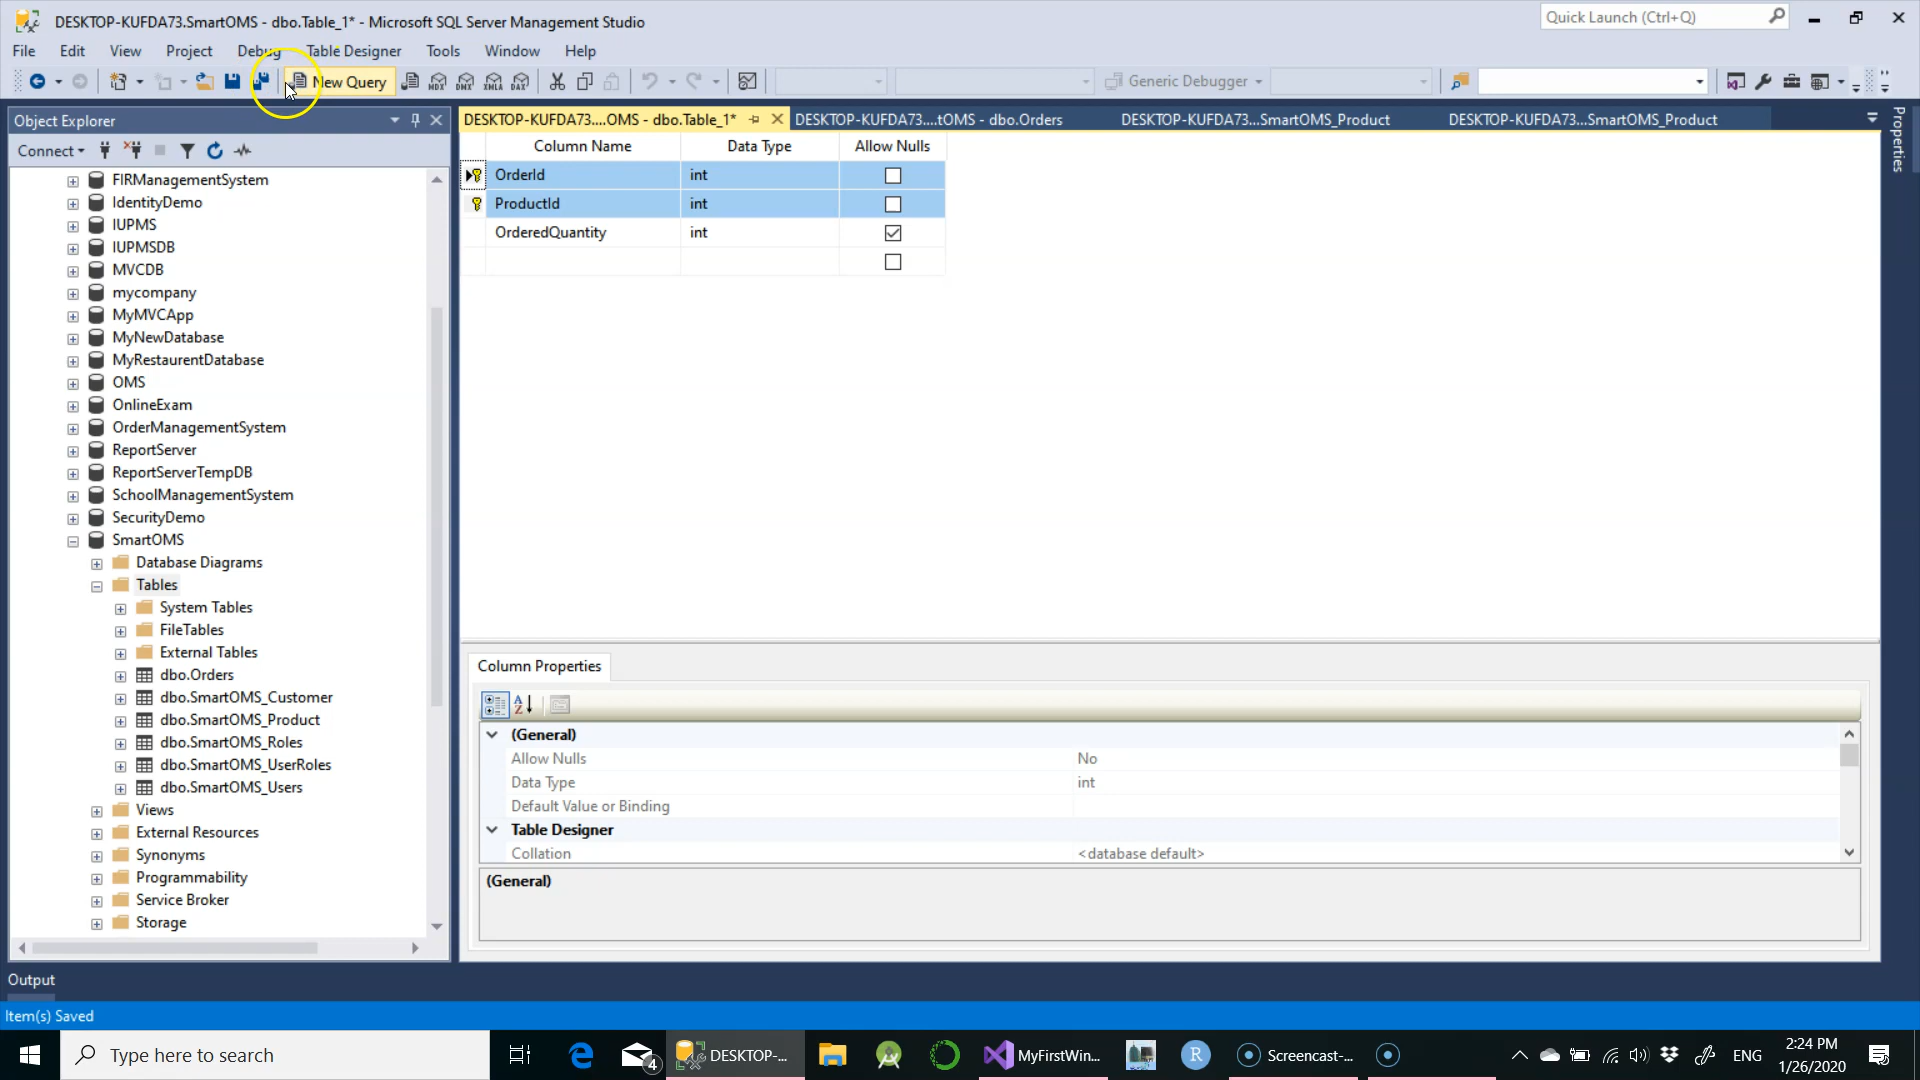 DESKTOP-KUFDA73.SmartOMS - dbo.Table_1* - Microsoft SQL Server Management Studio
Quick Launch (Ctrl+Q)
File Edit View Project Debug Table Designer Tools Window Help
New Query
MDX DMX XMLA DAX
Generic Debugger
Object Explorer
Connect
FIRManagementSystem
IdentityDemo
IUPMS
IUPMSDB
MVCDB
mycompany
MyMVCApp
MyNewDatabase
MyRestaurentDatabase
OMS
OnlineExam
OrderManagementSystem
ReportServer
ReportServerTempDB
SchoolManagementSystem
SecurityDemo
SmartOMS
Database Diagrams
Tables
System Tables
FileTables
External Tables
dbo.Orders
dbo.SmartOMS_Customer
dbo.SmartOMS_Product
dbo.SmartOMS_Roles
dbo.SmartOMS_UserRoles
dbo.SmartOMS_Users
Views
External Resources
Synonyms
Programmability
Service Broker
Storage
DESKTOP-KUFDA73....OMS - dbo.Table_1* DESKTOP-KUFDA73....tOMS - dbo.Orders DESKTOP-KUFDA73...SmartOMS_Product DESKTOP-KUFDA73...SmartOMS_Product
Column Name Data Type Allow Nulls
OrderId int
ProductId int
OrderedQuantity int
Properties
Column Properties
(General)
Allow Nulls No
Data Type int
Default Value or Binding
Table Designer
Collation <database default>
(General)
Output
Item(s) Saved
Type here to search
4
DESKTOP-...
MyFirstWin...
R
Screencast-...
ENG
2:24 PM
1/26/2020